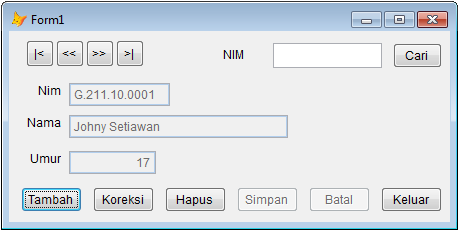 Form1
|< << >> >| NIM Cari
Nim G.211.10.0001
Nama Johny Setiawan
Umur 17
Tambah Koreksi Hapus Simpan Batal Keluar